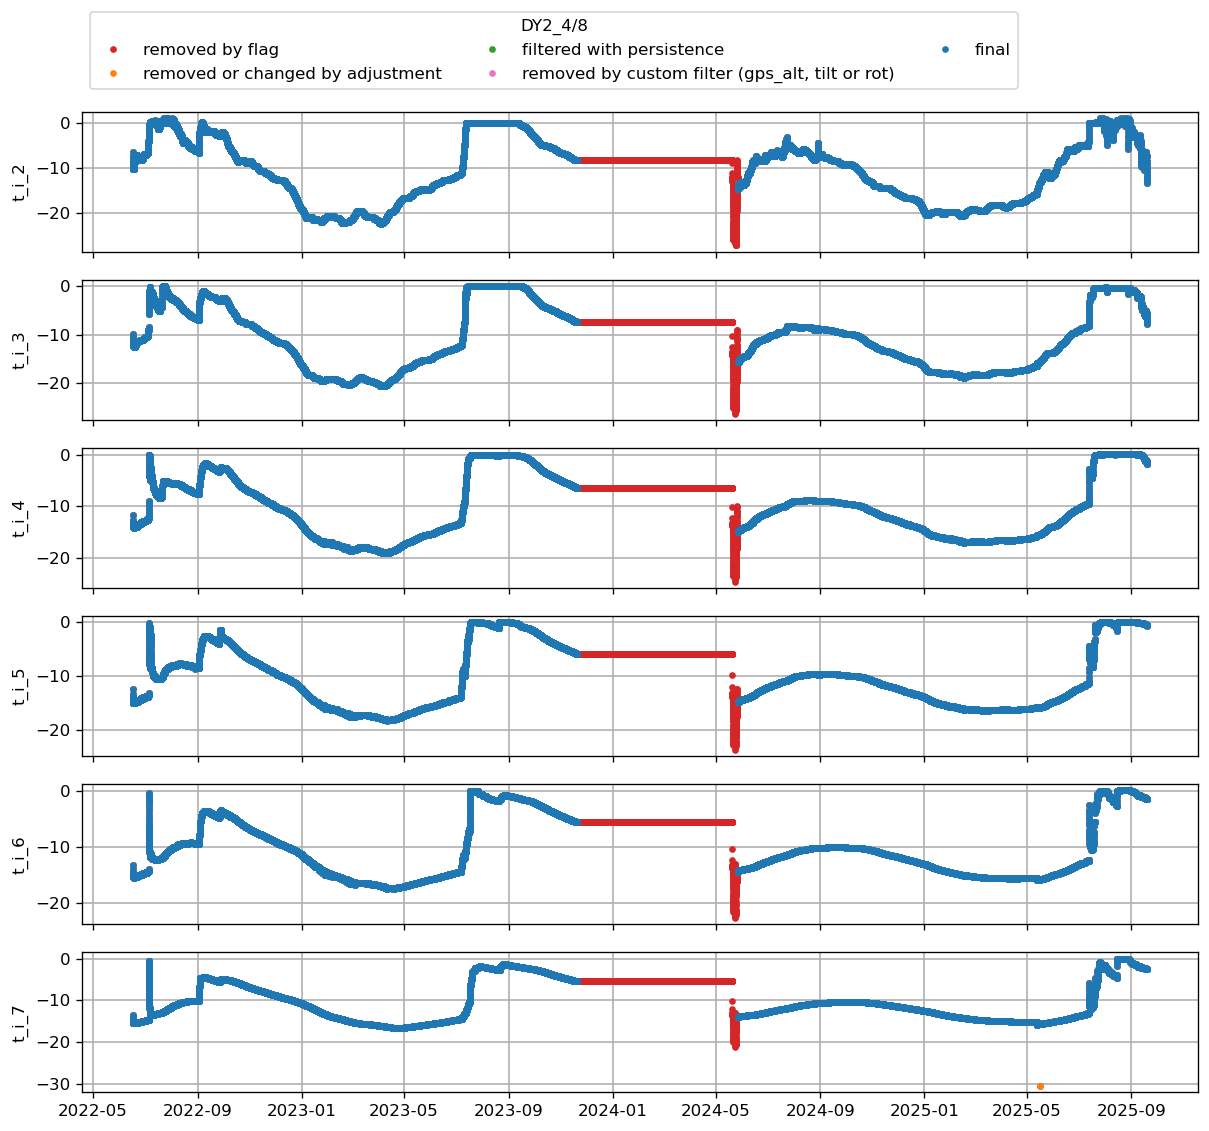 DY2_4/8
removed by flag
filtered with persistence
final
removed or changed by adjustment
removed by custom filter (gps_alt, tilt or rot)
0
−10
−20
t_i_2
0
−10
−20
t_i_3
0
−10
−20
t_i_4
0
−10
−20
t_i_5
0
−10
−20
t_i_6
0
−10
−20
−30
t_i_7
2022-05
2022-09
2023-01
2023-05
2023-09
2024-01
2024-05
2024-09
2025-01
2025-05
2025-09